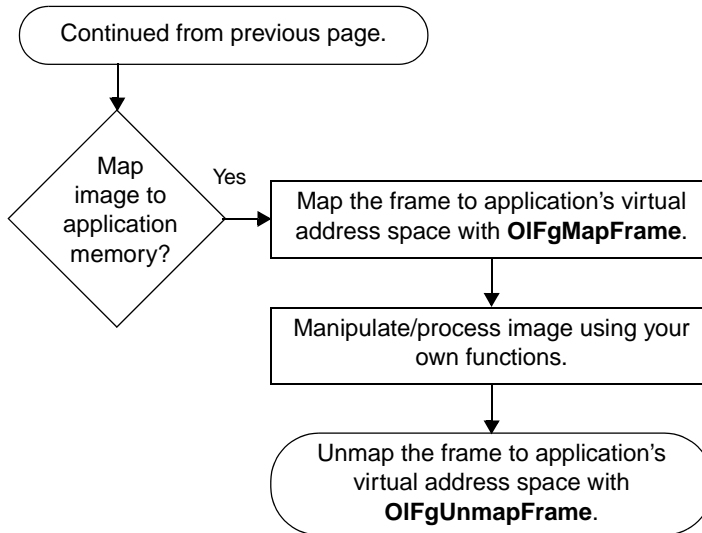 Continued from previous page.
Map
image to
application
memory?
Yes
Map the frame to application's virtual
address space with OlFgMapFrame.
Manipulate/process image using your
own functions.
Unmap the frame to application's
virtual address space with
OlFgUnmapFrame.